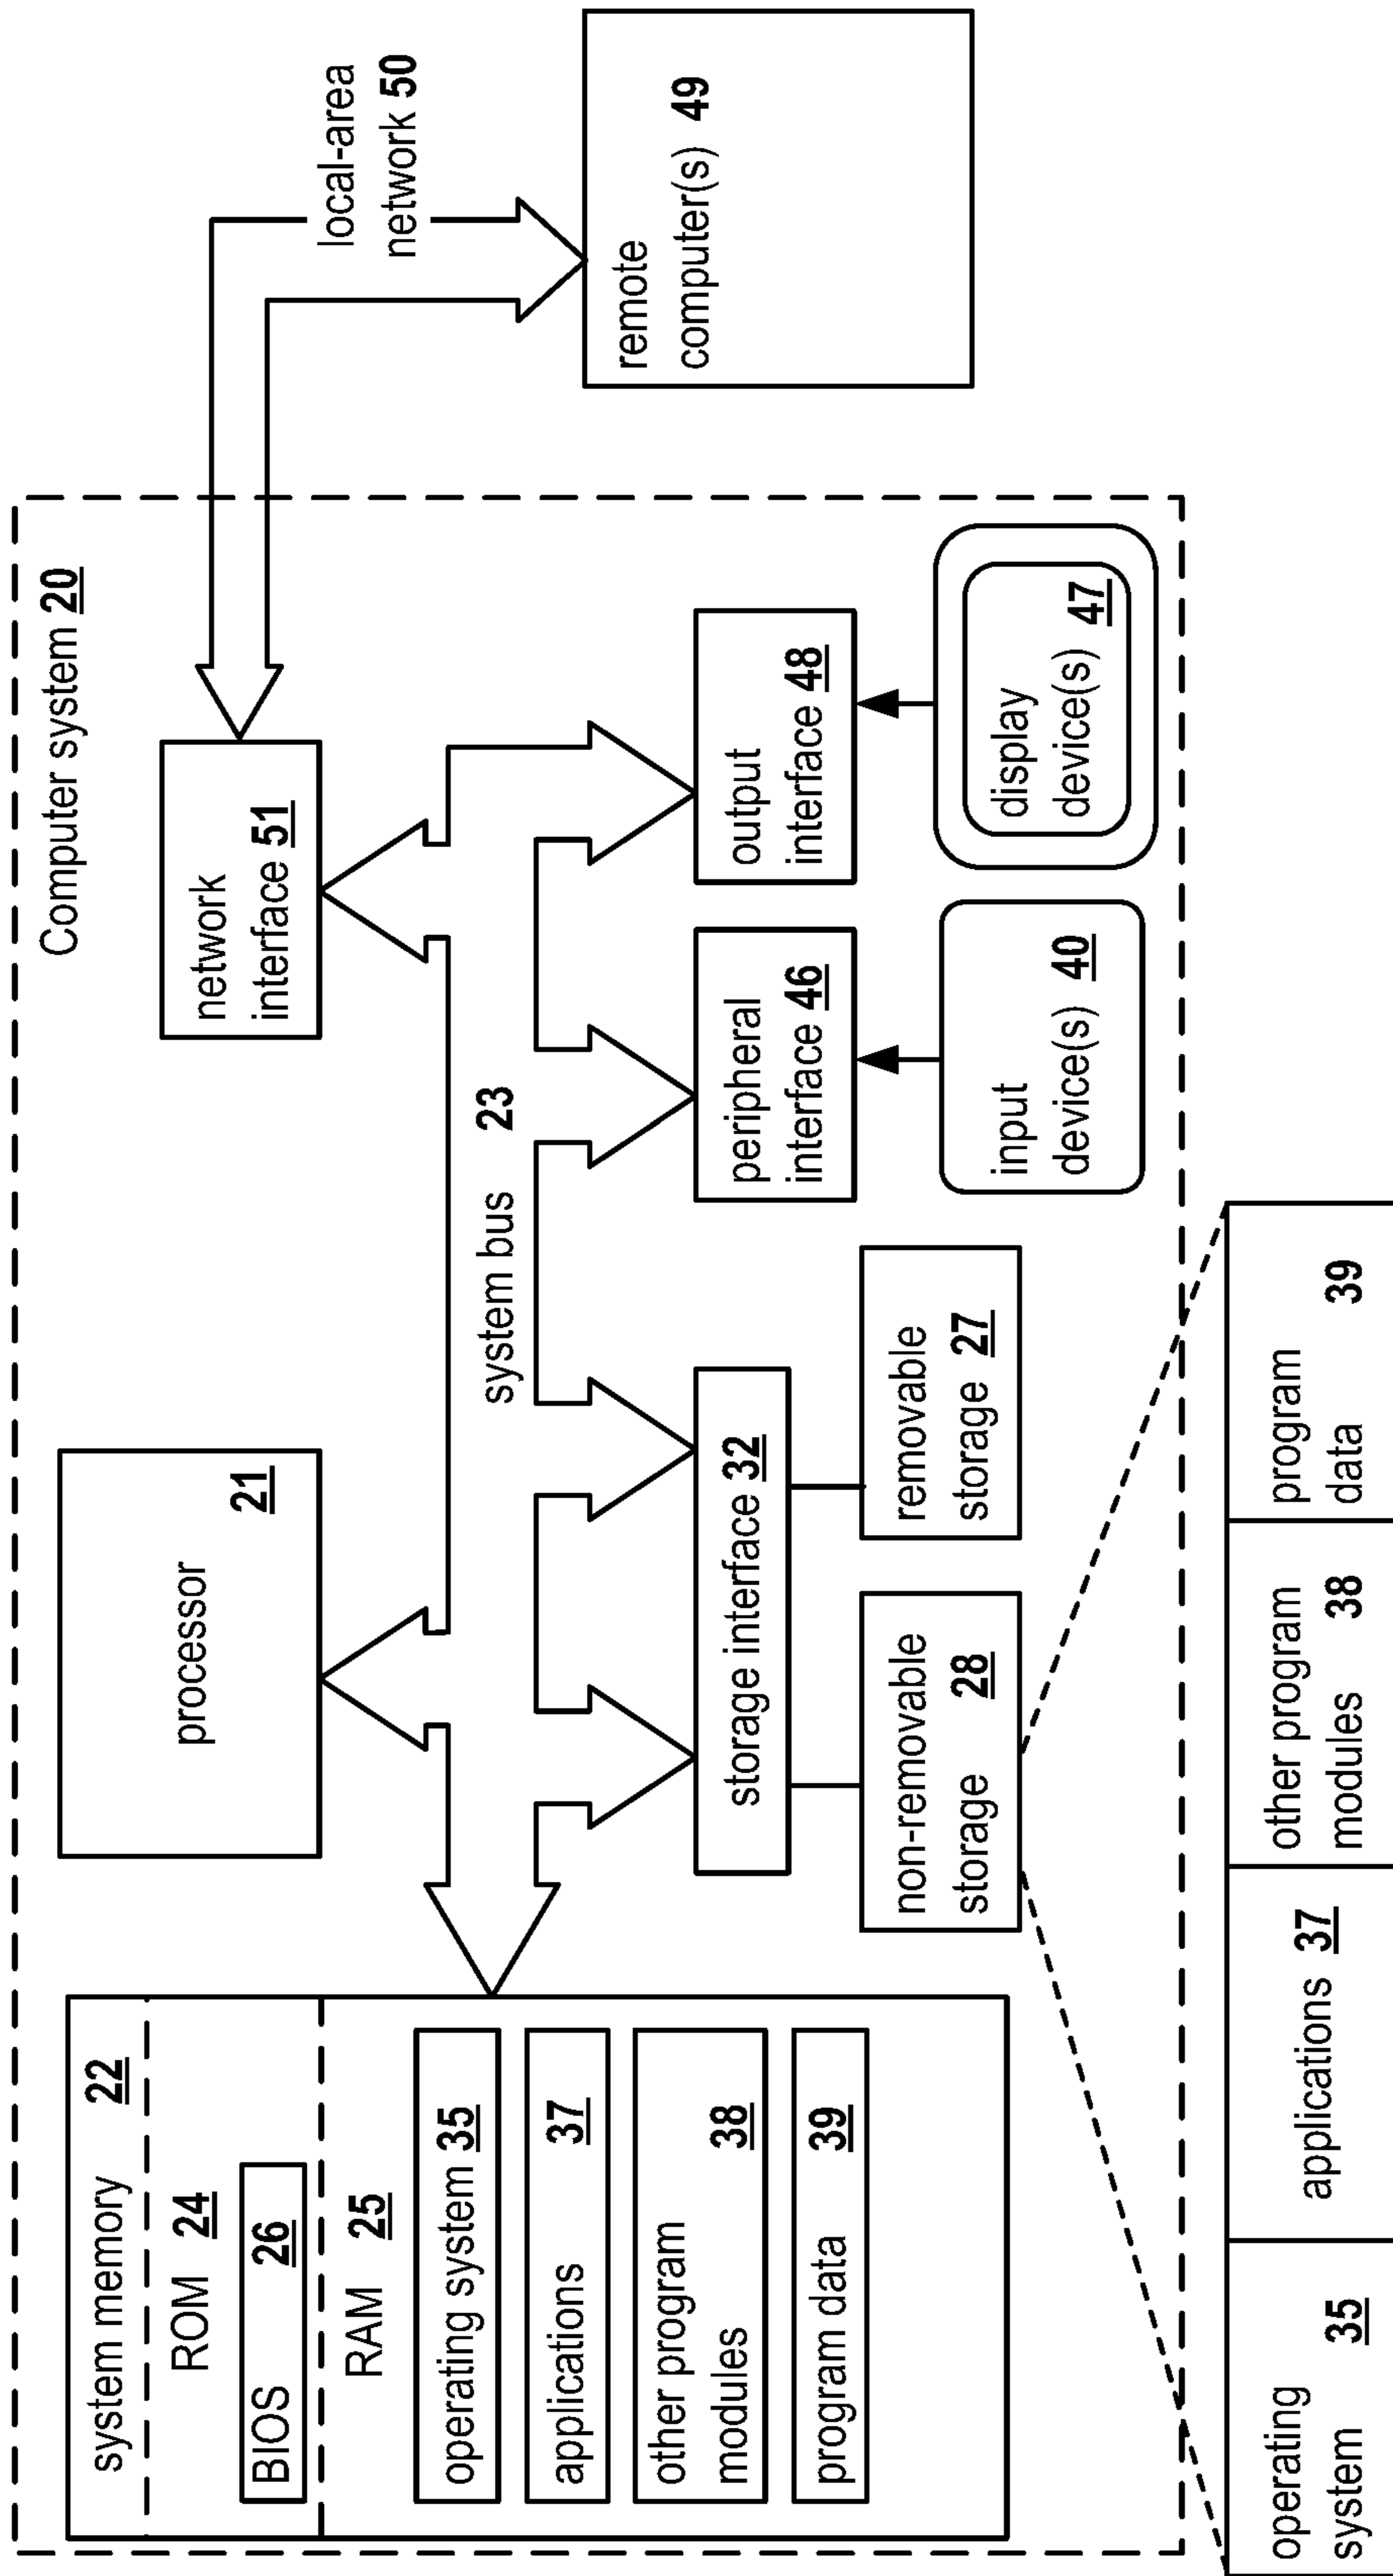 Computer system 20
system memory 22
ROM 24
BIOS 26
RAM 25
operating system 35
applications 37
other program
modules 38
program data 39
processor 21
network
interface 51
local-area
network 50
system bus 23
storage interface 32
peripheral
interface 46
output
interface 48
remote
computer(s) 49
non-removable
storage 28
removable
storage 27
input
device(s) 40
display
device(s) 47
operating
system 35
applications 37
other program
modules 38
program
data 39